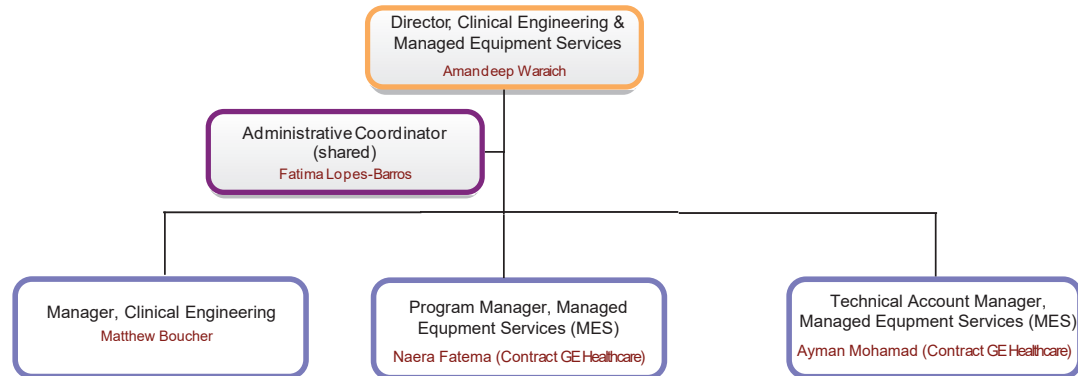 Director, Clinical Engineering &
Managed Equipment Services
Amandeep Waraich
Administrative Coordinator
(shared)
Fatima Lopes-Barros
Manager, Clinical Engineering
Matthew Boucher
Program Manager, Managed
Equpment Services (MES)
Naera Fatema (Contract GE Healthcare)
Technical Account Manager,
Managed Equpment Services (MES)
Ayman Mohamad (Contract GE Healthcare)